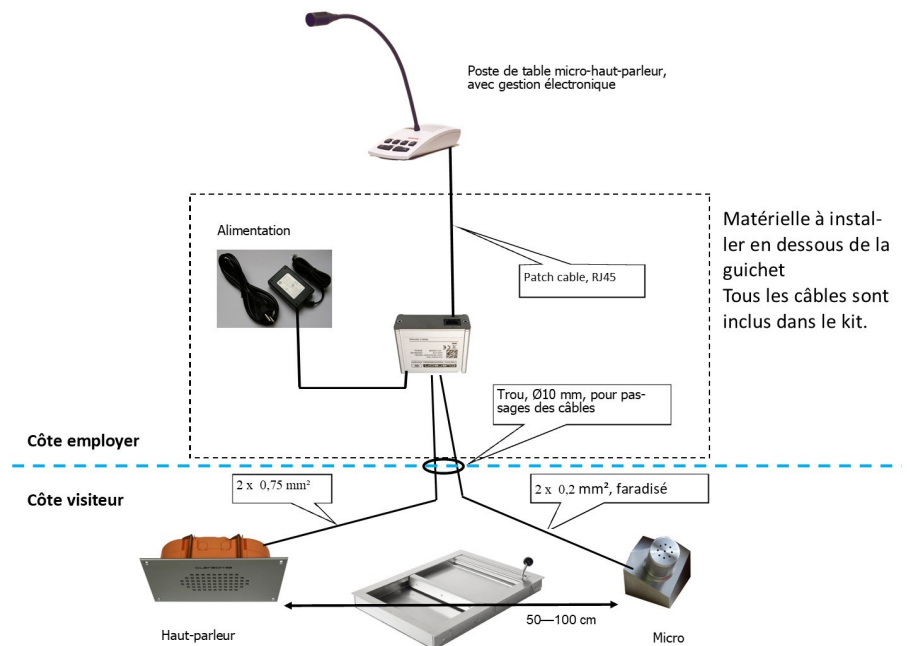 Poste de table micro-haut-parleur,
avec gestion électronique
Alimentation
Matérielle à instal-
ler en dessous de la
guichet
Tous les câbles sont
inclus dans le kit.
Patch cable, RJ45
Trou, Ø10 mm, pour pas-
sages des câbles
Côte employer
Côte visiteur
2 x 0,75 mm²
2 x 0,2 mm², faradisé
50—100 cm
Haut-parleur
Micro